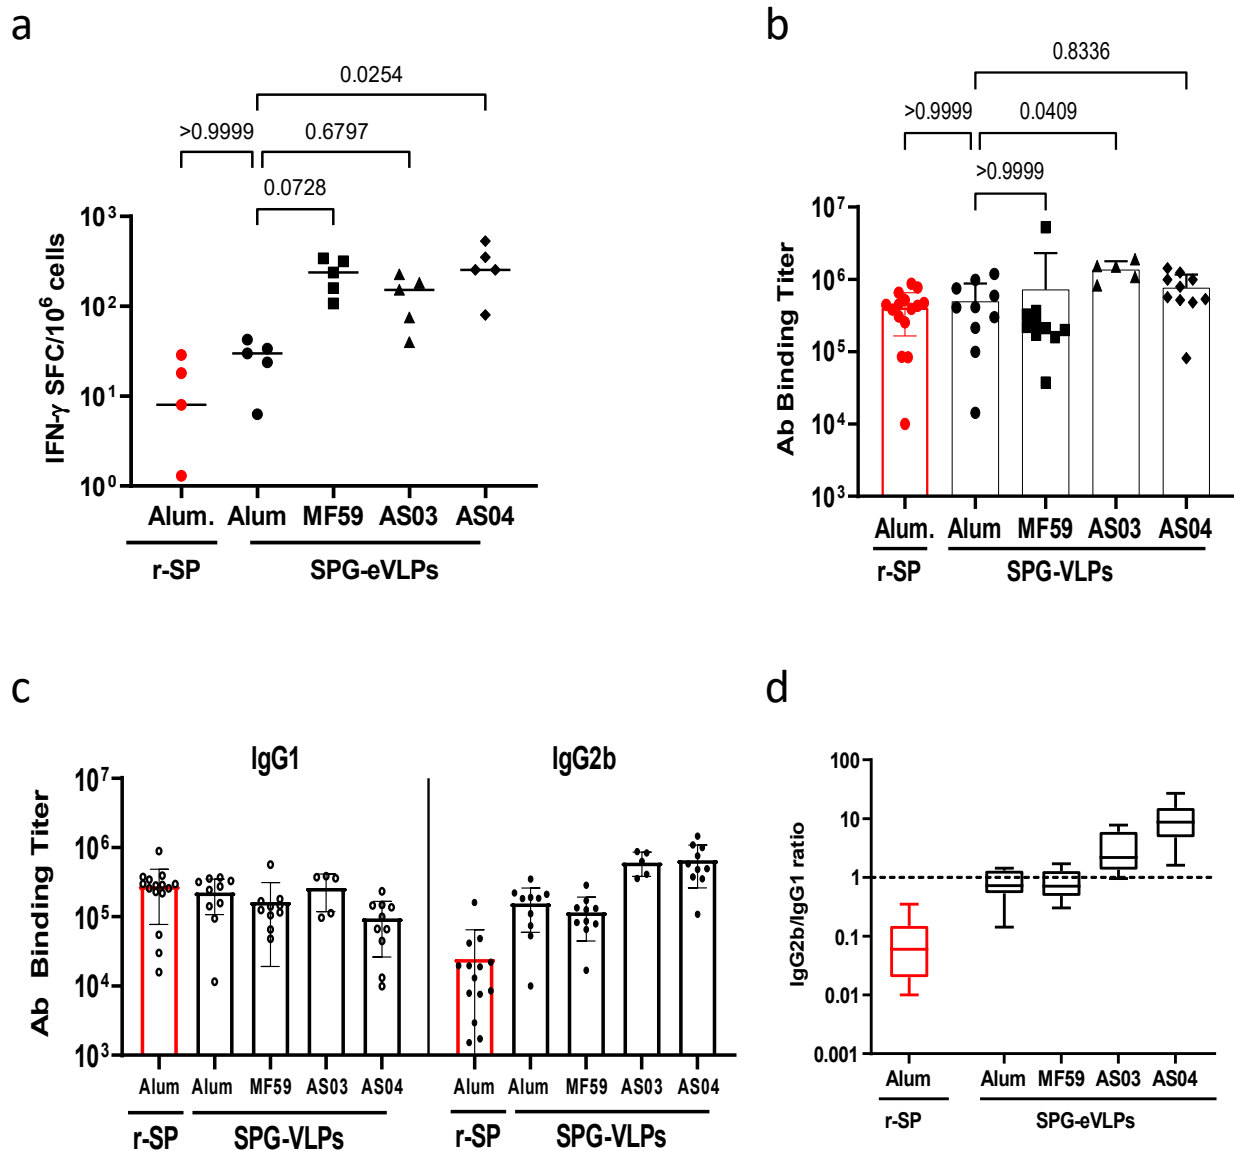 a
0.0254
>0.9999
0.6797
0.0728
IFN-γ SFC/10⁶ cells
10³
10²
10¹
10⁰
Alum. Alum MF59 AS03 AS04
r-SP SPG-eVLPs
b
0.8336
>0.9999 0.0409
>0.9999
Ab Binding Titer
10⁷
10⁶
10⁵
10⁴
10³
Alum. Alum MF59 AS03 AS04
r-SP SPG-VLPs
c
IgG1 IgG2b
Ab Binding Titer
10⁷
10⁶
10⁵
10⁴
10³
Alum Alum MF59 AS03 AS04 Alum Alum MF59 AS03 AS04
r-SP SPG-VLPs r-SP SPG-VLPs
d
IgG2b/IgG1 ratio
100
10
1
0.1
0.01
0.001
Alum Alum MF59 AS03 AS04
r-SP SPG-eVLPs